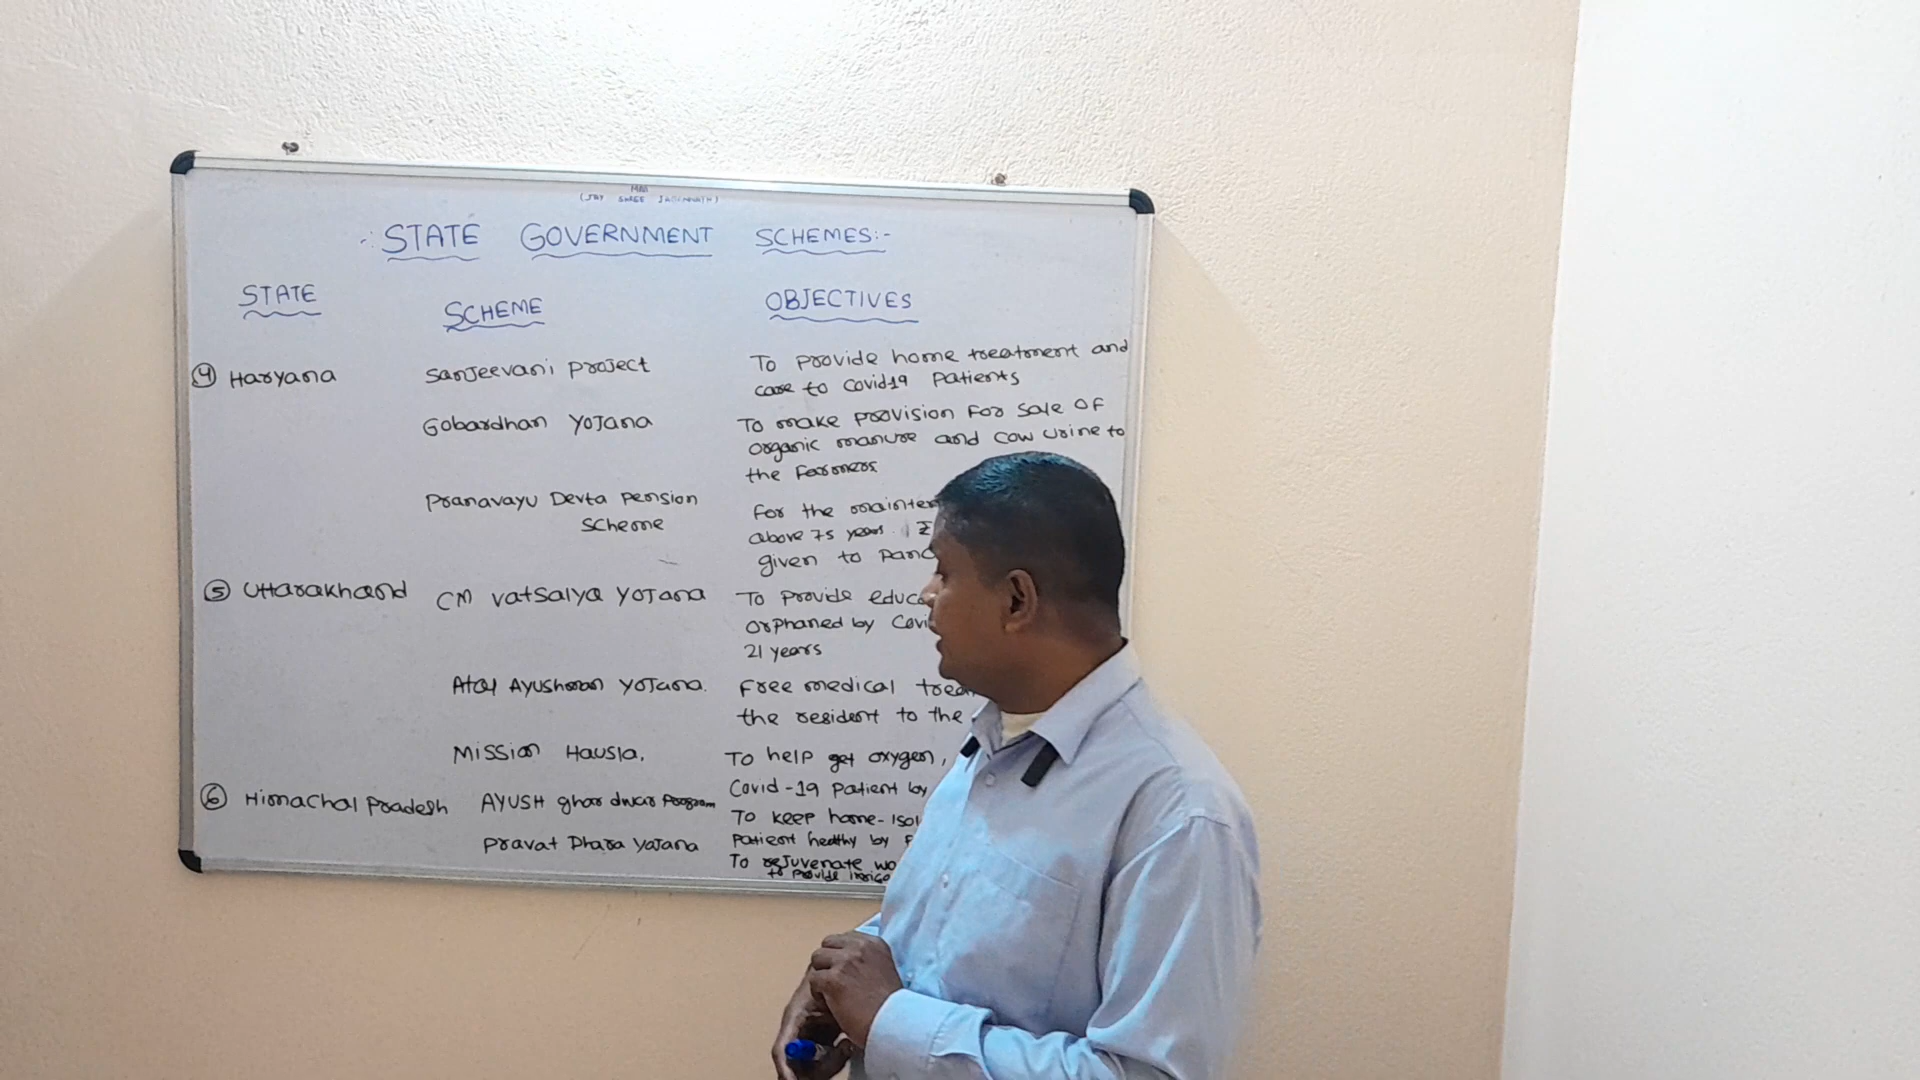 MAA
(JAY SHREE JAGANNATH)
-: STATE GOVERNMENT SCHEMES:-
STATE SCHEME OBJECTIVES
④ Haryana Sanjeevani Project To provide home treatment and
care to Covid19 Patients
Gobardhan Yojana To make provision for sale of
organic manure and cow urine to
the farmers
Pranavayu Devta Pension For the
Scheme above 75 years ₹
given to
⑤ Uttarakhand CM Vatsalya Yojana To provide
orphaned by
21 years
Atal Ayushman Yojana. Free medical
the resident to the
Mission Hausla. To help get oxygen,
Covid-19 Patient by
⑥ Himachal Pradesh AYUSH ghar dwar Program
To keep home-
Pravat Dhara Yojana Patient healthy by
To rejuvenate
to provide